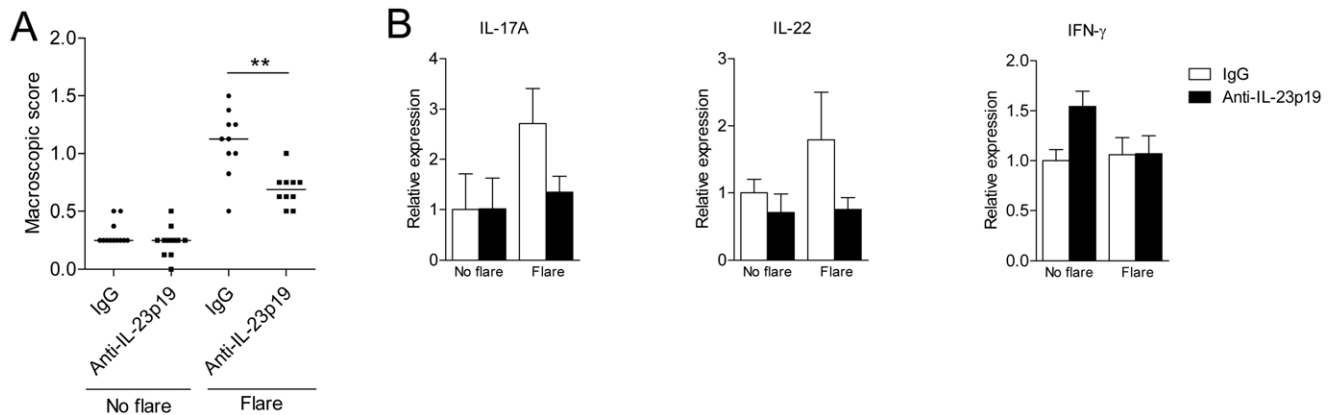 A
Macroscopic score
2.0
1.5
1.0
0.5
0.0
**
IgG
Anti-IL-23p19
IgG
Anti-IL-23p19
No flare
Flare
B
IL-17A
Relative expression
4
3
2
1
0
No flare
Flare
IL-22
Relative expression
3
2
1
0
No flare
Flare
IFN-γ
Relative expression
2.0
1.5
1.0
0.5
0.0
No flare
Flare
IgG
Anti-IL-23p19